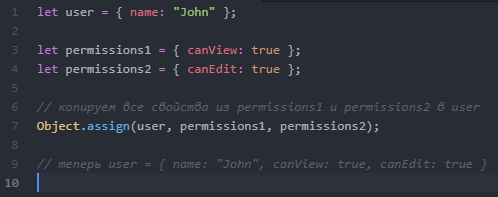 1 let user = { name: "John" };
2
3 let permissions1 = { canView: true };
4 let permissions2 = { canEdit: true };
5
6 // копируем все свойства из permissions1 и permissions2 в user
7 Object.assign(user, permissions1, permissions2);
8
9 // теперь user = { name: "John", canView: true, canEdit: true }
10